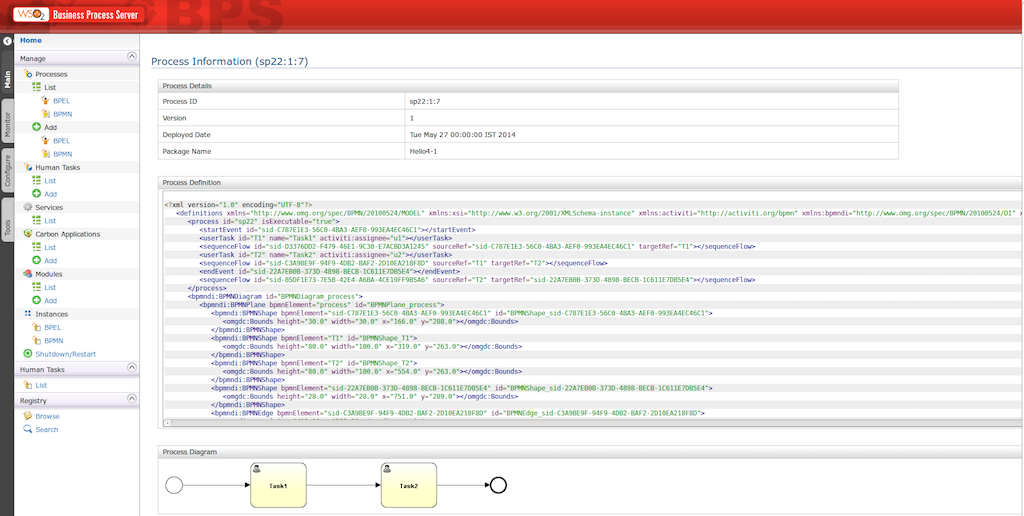 WSO2 Business Process Server
BPS
Home
Main
Monitor
Configure
Tools
Manage
Processes
List
BPEL
BPMN
Add
BPEL
BPMN
Human Tasks
List
Add
Services
List
Carbon Applications
List
Add
Modules
List
Add
Instances
BPEL
BPMN
Shutdown/Restart
Human Tasks
List
Registry
Browse
Search
Process Information (sp22:1:7)
Process Details
Process ID sp22:1:7
Version 1
Deployed Date Tue May 27 00:00:00 IST 2014
Package Name Hello4-1
Process Definition
<?xml version="1.0" encoding="UTF-8"?>
<definitions xmlns="http://www.omg.org/spec/BPMN/20100524/MODEL" xmlns:xsi="http://www.w3.org/2001/XMLSchema-instance" xmlns:activiti="http://activiti.org/bpmn" xmlns:bpmndi="http://www.omg.org/spec/BPMN/20100524/DI" x
<process id="sp22" isExecutable="true">
<startEvent id="sid-C787E1E3-56C0-4BA3-AEF0-993EA4EC46C1"></startEvent>
<userTask id="T1" name="Task1" activiti:assignee="u1"></userTask>
<sequenceFlow id="sid-D3376DD2-F479-46E1-9C30-E7ACBD3A1245" sourceRef="sid-C787E1E3-56C0-4BA3-AEF0-993EA4EC46C1" targetRef="T1"></sequenceFlow>
<userTask id="T2" name="Task2" activiti:assignee="u2"></userTask>
<sequenceFlow id="sid-C3A9BE9F-94F9-4DB2-BAF2-2D10EA218F8D" sourceRef="T1" targetRef="T2"></sequenceFlow>
<endEvent id="sid-22A7EB0B-373D-4898-BECB-1C611E7DB5E4"></endEvent>
<sequenceFlow id="sid-05DF1E73-7E58-42E4-A6BA-4CE19FF9B5A6" sourceRef="T2" targetRef="sid-22A7EB0B-373D-4898-BECB-1C611E7DB5E4"></sequenceFlow>
</process>
<bpmndi:BPMNDiagram id="BPMNDiagram_process">
<bpmndi:BPMNPlane bpmnElement="process" id="BPMNPlane_process">
<bpmndi:BPMNShape bpmnElement="sid-C787E1E3-56C0-4BA3-AEF0-993EA4EC46C1" id="BPMNShape_sid-C787E1E3-56C0-4BA3-AEF0-993EA4EC46C1">
<omgdc:Bounds height="30.0" width="30.0" x="166.0" y="288.0"></omgdc:Bounds>
</bpmndi:BPMNShape>
<bpmndi:BPMNShape bpmnElement="T1" id="BPMNShape_T1">
<omgdc:Bounds height="80.0" width="100.0" x="319.0" y="263.0"></omgdc:Bounds>
</bpmndi:BPMNShape>
<bpmndi:BPMNShape bpmnElement="T2" id="BPMNShape_T2">
<omgdc:Bounds height="80.0" width="100.0" x="554.0" y="263.0"></omgdc:Bounds>
</bpmndi:BPMNShape>
<bpmndi:BPMNShape bpmnElement="sid-22A7EB0B-373D-4898-BECB-1C611E7DB5E4" id="BPMNShape_sid-22A7EB0B-373D-4898-BECB-1C611E7DB5E4">
<omgdc:Bounds height="28.0" width="28.0" x="751.0" y="289.0"></omgdc:Bounds>
</bpmndi:BPMNShape>
<bpmndi:BPMNEdge bpmnElement="sid-C3A9BE9F-94F9-4DB2-BAF2-2D10EA218F8D" id="BPMNEdge_sid-C3A9BE9F-94F9-4DB2-BAF2-2D10EA218F8D">
Process Diagram
Task1
Task2